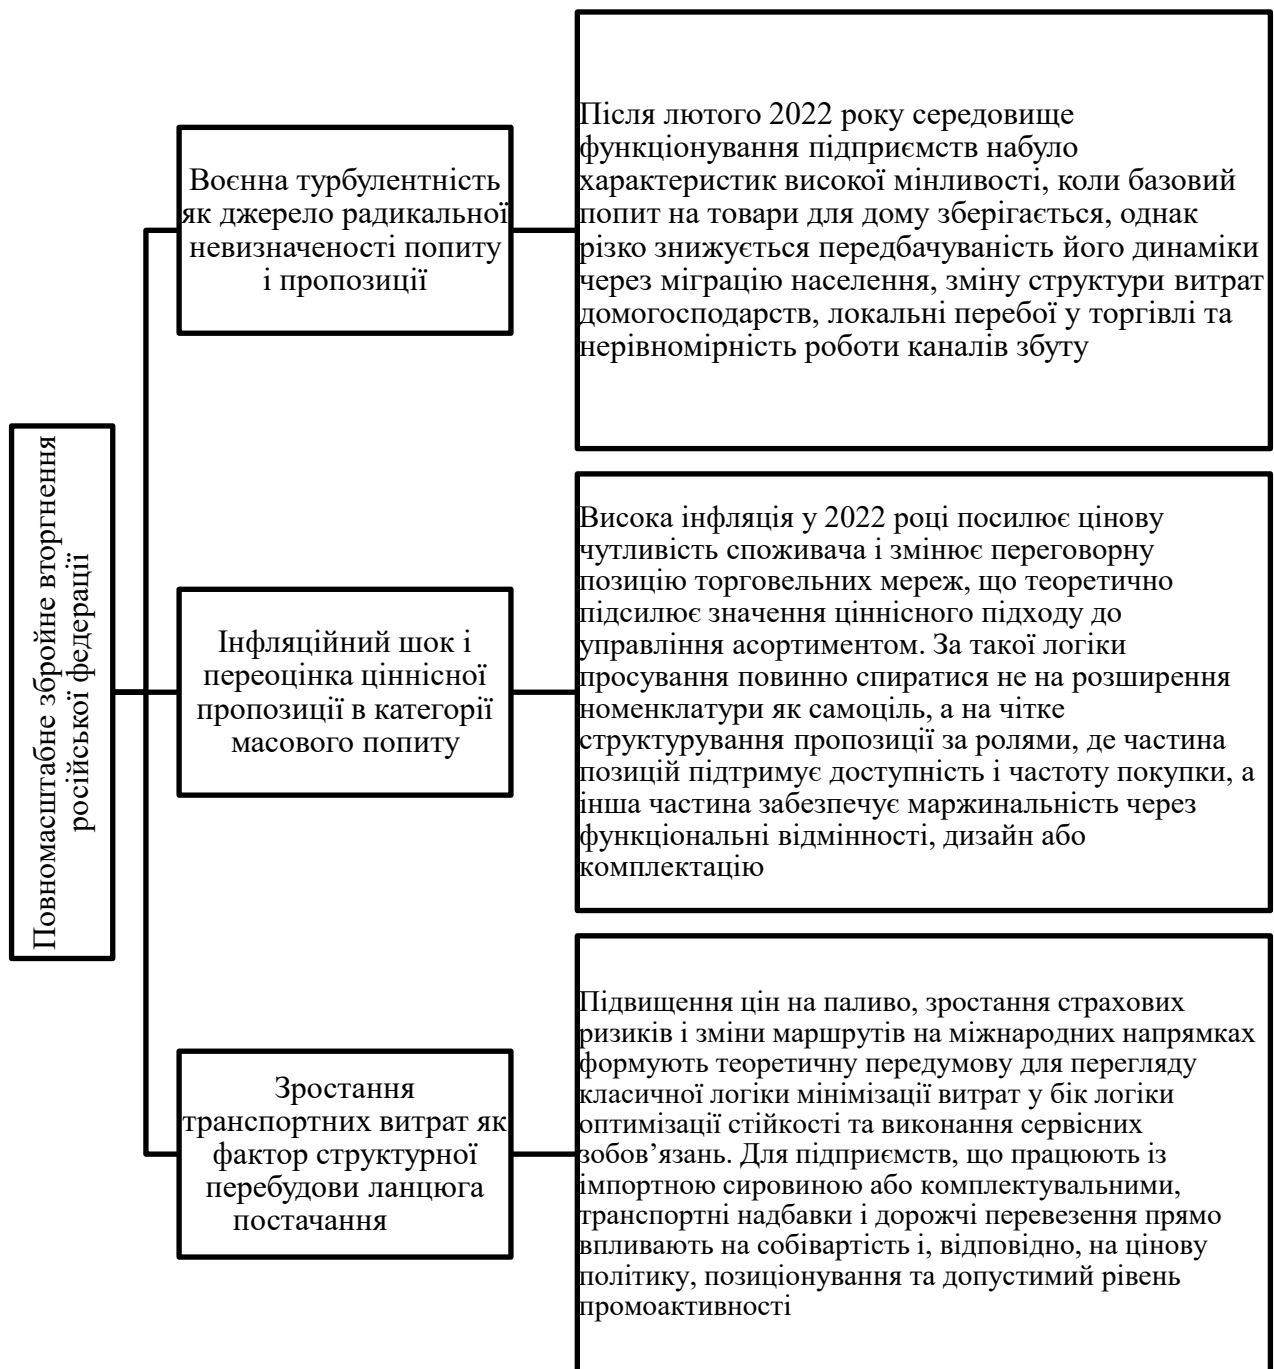 Повномасштабне збройне вторгнення
російської федерації
Воєнна турбулентність
як джерело радикальної
невизначеності попиту
і пропозиції
Після лютого 2022 року середовище
функціонування підприємств набуло
характеристик високої мінливості, коли базовий
попит на товари для дому зберігається, однак
різко знижується передбачуваність його динаміки
через міграцію населення, зміну структури витрат
домогосподарств, локальні перебої у торгівлі та
нерівномірність роботи каналів збуту
Інфляційний шок і
переоцінка ціннісної
пропозиції в категорії
масового попиту
Висока інфляція у 2022 році посилює цінову
чутливість споживача і змінює переговорну
позицію торговельних мереж, що теоретично
підсилює значення ціннісного підходу до
управління асортиментом. За такої логіки
просування повинно спиратися не на розширення
номенклатури як самоціль, а на чітке
структурування пропозиції за ролями, де частина
позицій підтримує доступність і частоту покупки, а
інша частина забезпечує маржинальність через
функціональні відмінності, дизайн або
комплектацію
Зростання
транспортних витрат як
фактор структурної
перебудови ланцюга
постачання
Підвищення цін на паливо, зростання страхових
ризиків і зміни маршрутів на міжнародних напрямках
формують теоретичну передумову для перегляду
класичної логіки мінімізації витрат у бік логіки
оптимізації стійкості та виконання сервісних
зобов’язань. Для підприємств, що працюють із
імпортною сировиною або комплектувальними,
транспортні надбавки і дорожчі перевезення прямо
впливають на собівартість і, відповідно, на цінову
політику, позиціонування та допустимий рівень
промоактивності